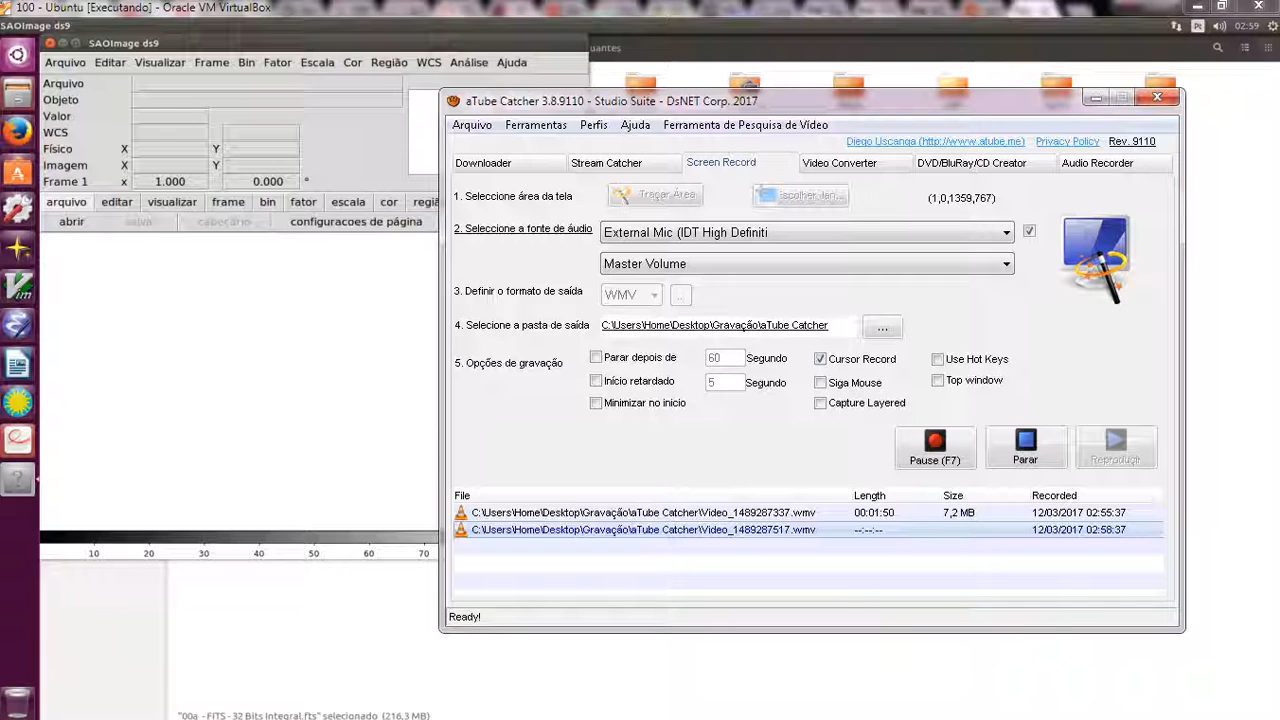 100 - Ubuntu [Executando] - Oracle VM VirtualBox
SAOImage ds9
Pt
02:59
SAOImage ds9
uantes
Arquivo Editar Visualizar Frame Bin Fator Escala Cor Região WCS Análise Ajuda
Arquivo
Objeto
Valor
WCS
Físico X Y
Imagem X Y
Frame 1 x 1.000 0.000 °
arquivo editar visualizar frame bin fator escala cor regiã
abrir salva cabeçário configuracoes de página
10 20 30 40 50 60 70
"00a - FITS - 32 Bits Integral.fts" selecionado (216,3 MB)
aTube Catcher 3.8.9110 - Studio Suite - DsNET Corp. 2017
Arquivo Ferramentas Perfis Ajuda Ferramenta de Pesquisa de Vídeo
Diego Uscanga (http://www.atube.me) Privacy Policy Rev. 9110
Downloader Stream Catcher Screen Record Video Converter DVD/BluRay/CD Creator Audio Recorder
1. Seleccione área da tela Traçar Área Escolher Jan... (1,0,1359,767)
2. Seleccione a fonte de áudio External Mic (IDT High Definiti
Master Volume
3. Definir o formato de saída WMV ...
4. Selecione a pasta de saída C:\Users\Home\Desktop\Gravação\aTube Catcher ...
5. Opções de gravação
Parar depois de 60 Segundo Cursor Record Use Hot Keys
Início retardado 5 Segundo Siga Mouse Top window
Minimizar no inicio Capture Layered
Pause (F7) Parar Reproducir
File Length Size Recorded
C:\Users\Home\Desktop\Gravação\aTube Catcher\Video_1489287337.wmv 00:01:50 7,2 MB 12/03/2017 02:55:37
C:\Users\Home\Desktop\Gravação\aTube Catcher\Video_1489287517.wmv --:--:-- 12/03/2017 02:58:37
Ready!